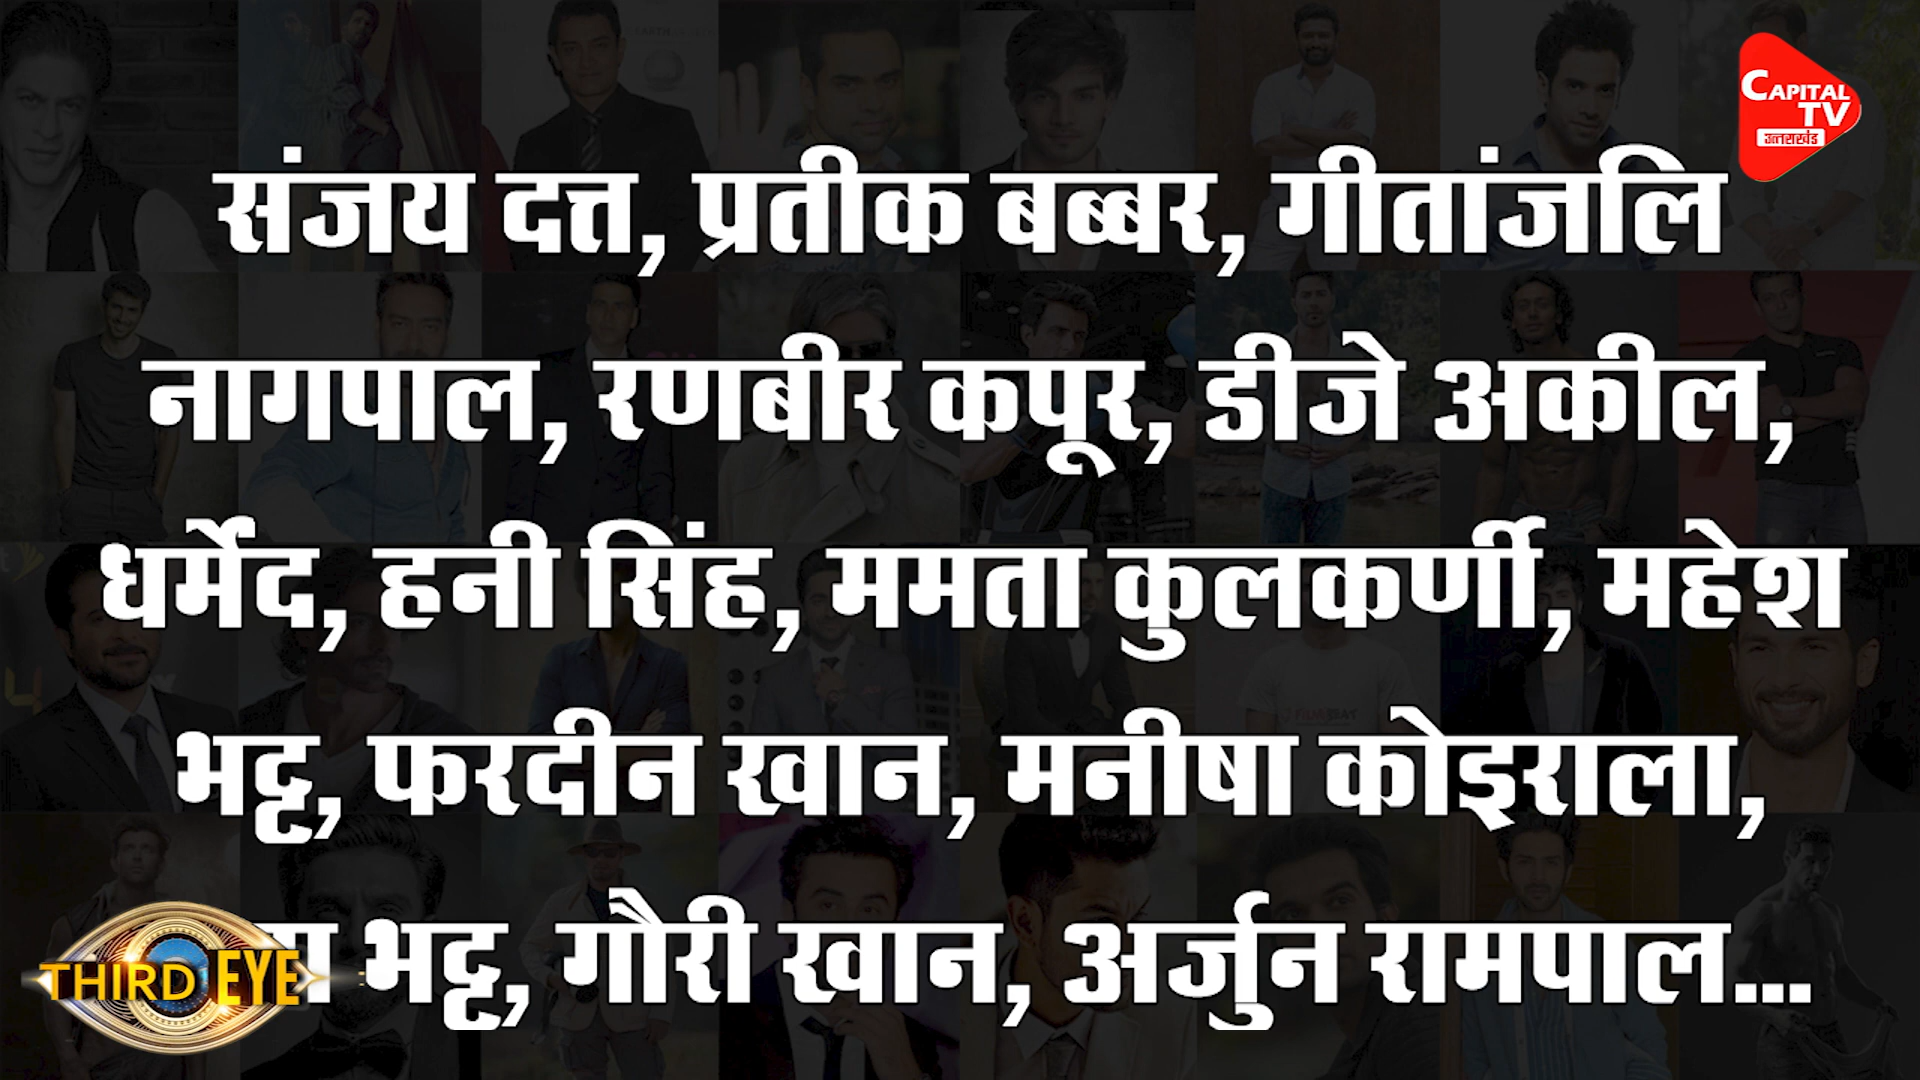 CAPITAL
TV
उत्तराखंड
संजय दत्त, प्रतीक बब्बर, गीतांजलि
नागपाल, रणबीर कपूर, डीजे अकील,
धर्मेंद, हनी सिंह, ममता कुलकर्णी, महेश
भट्ट, फरदीन खान, मनीषा कोइराला,
भट्ट, गौरी खान, अर्जुन रामपाल...
THIRD EYE